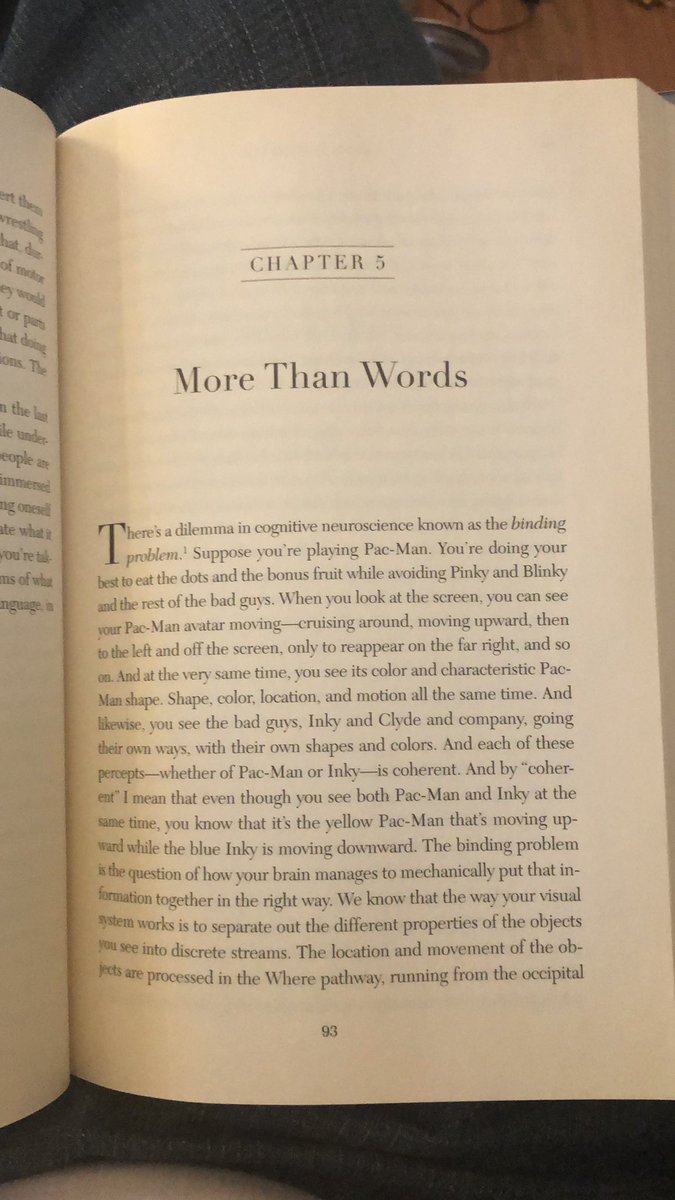 ert them
wrestling
hat, dur-
of motor
ey would
t or parts
hat doing
ions. The
n the last
ile under-
eople are
immersed
ng oneself
ate what it
you're tak-
ms of what
nguage, in
CHAPTER 5
More Than Words
There's a dilemma in cognitive neuroscience known as the binding
problem.¹ Suppose you're playing Pac-Man. You're doing your
best to eat the dots and the bonus fruit while avoiding Pinky and Blinky
and the rest of the bad guys. When you look at the screen, you can see
your Pac-Man avatar moving—cruising around, moving upward, then
to the left and off the screen, only to reappear on the far right, and so
on. And at the very same time, you see its color and characteristic Pac-
Man shape. Shape, color, location, and motion all the same time. And
likewise, you see the bad guys, Inky and Clyde and company, going
their own ways, with their own shapes and colors. And each of these
percepts—whether of Pac-Man or Inky—is coherent. And by “coher-
ent” I mean that even though you see both Pac-Man and Inky at the
same time, you know that it's the yellow Pac-Man that's moving up-
ward while the blue Inky is moving downward. The binding problem
is the question of how your brain manages to mechanically put that in-
formation together in the right way. We know that the way your visual
system works is to separate out the different properties of the objects
you see into discrete streams. The location and movement of the ob-
jects are processed in the Where pathway, running from the occipital
93